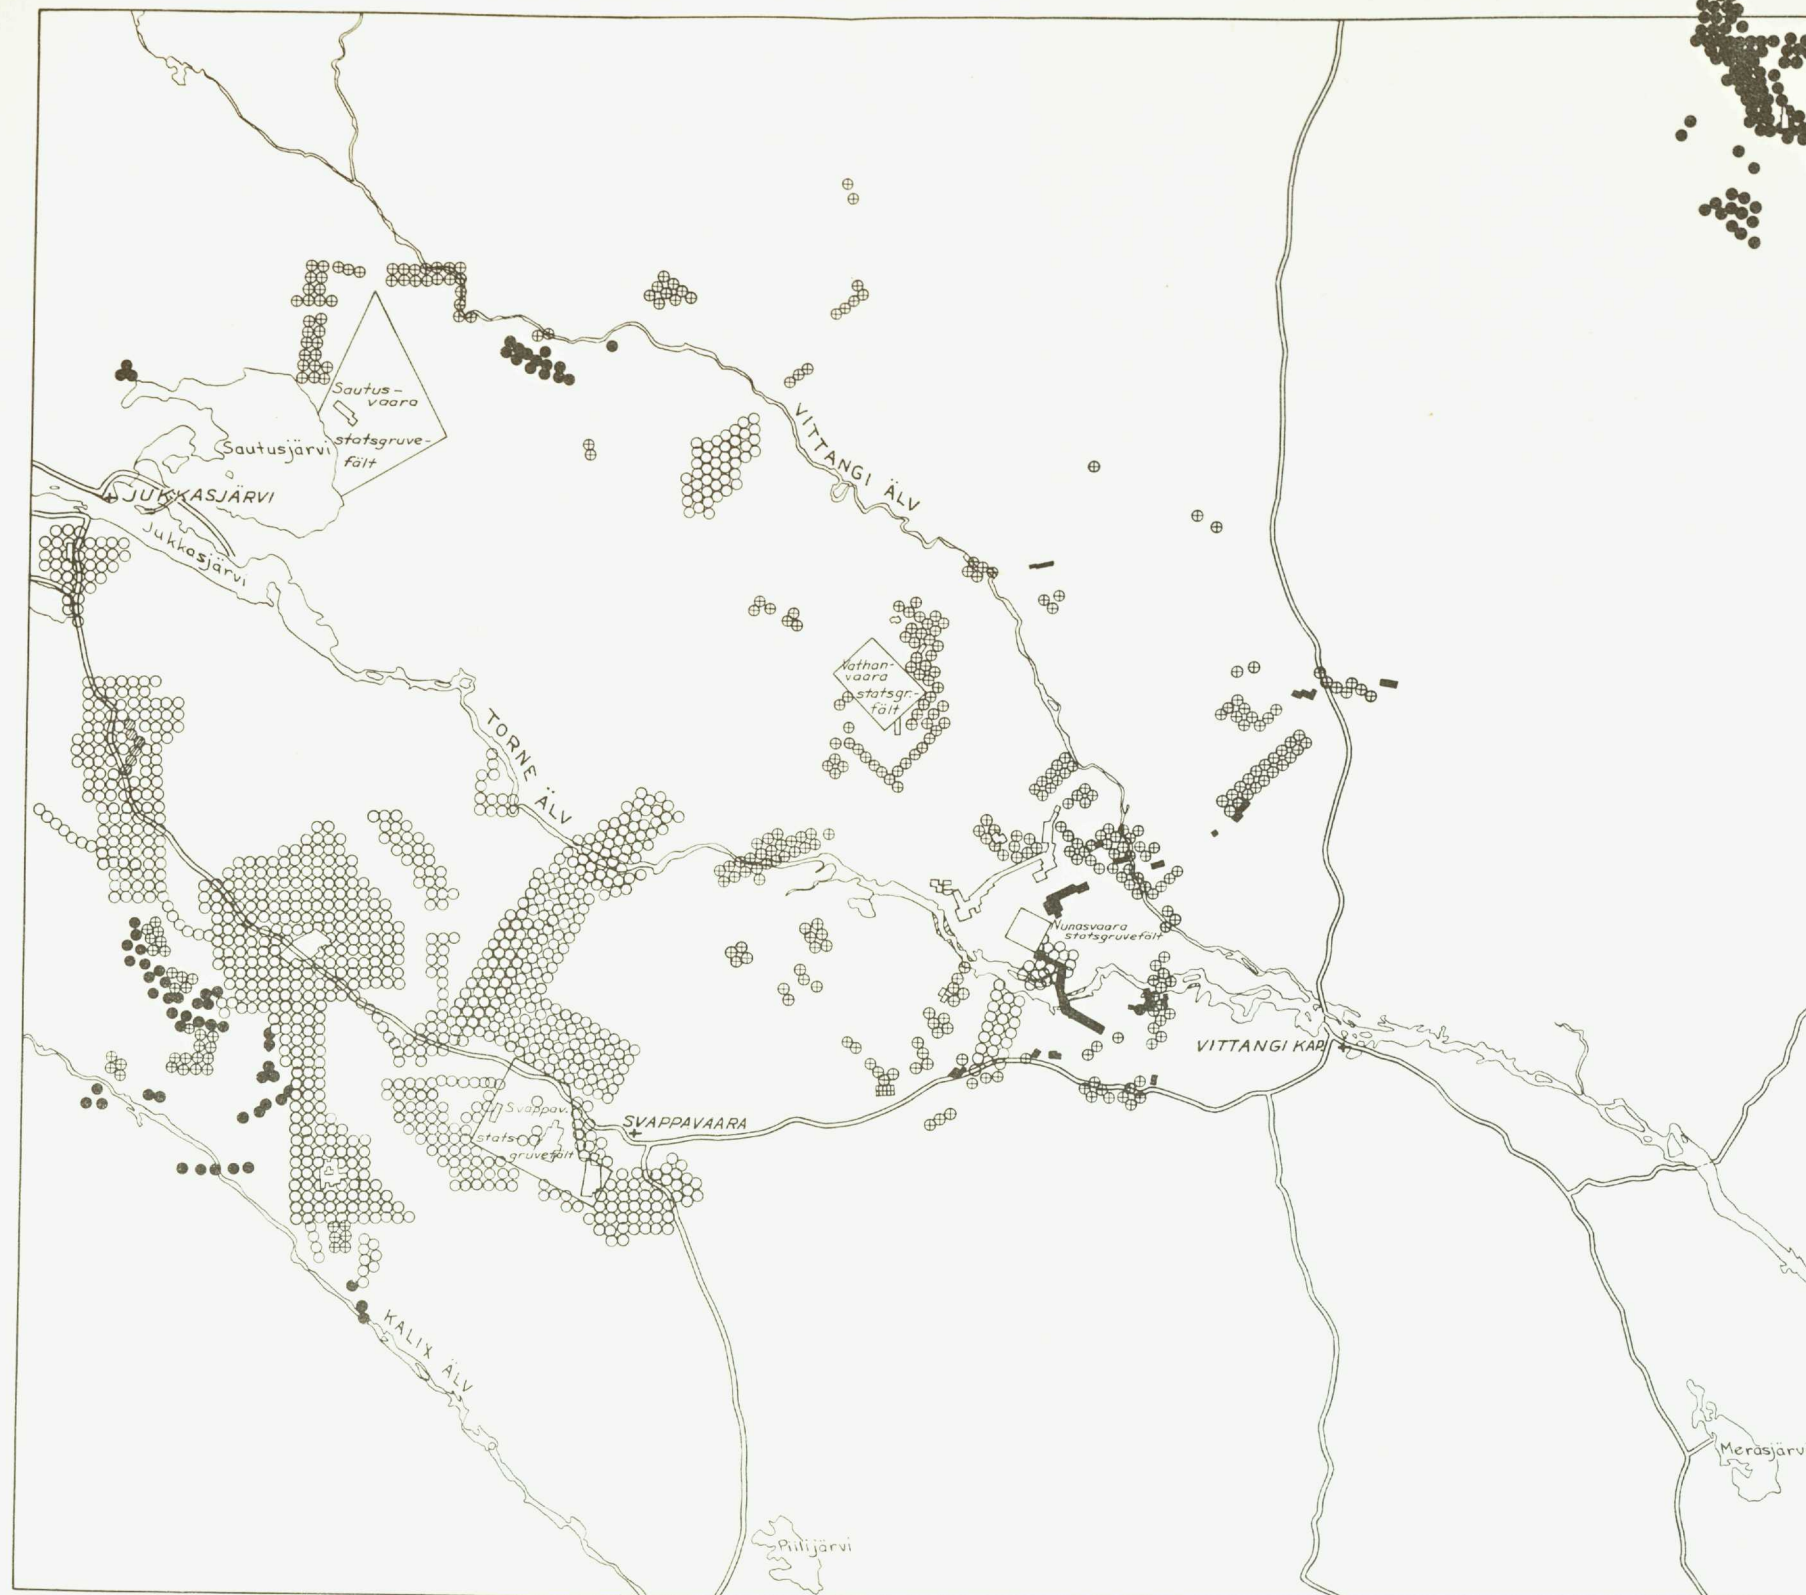 Sautus-
vaara
statsgruve-
fält
Sautusjärvi
JUKKASJÄRVI
Jukkasjärvi
VITTANGI ÄLV
Vathan-
vaara
statsgr.-
fält
TORNE ÄLV
Nunasvaara
statsgruvefält
VITTANGI KAP.
Svappav.
stats-
gruvefält
SVAPPAVAARA
KALIX ÄLV
Merasjärv
Piilijärvi